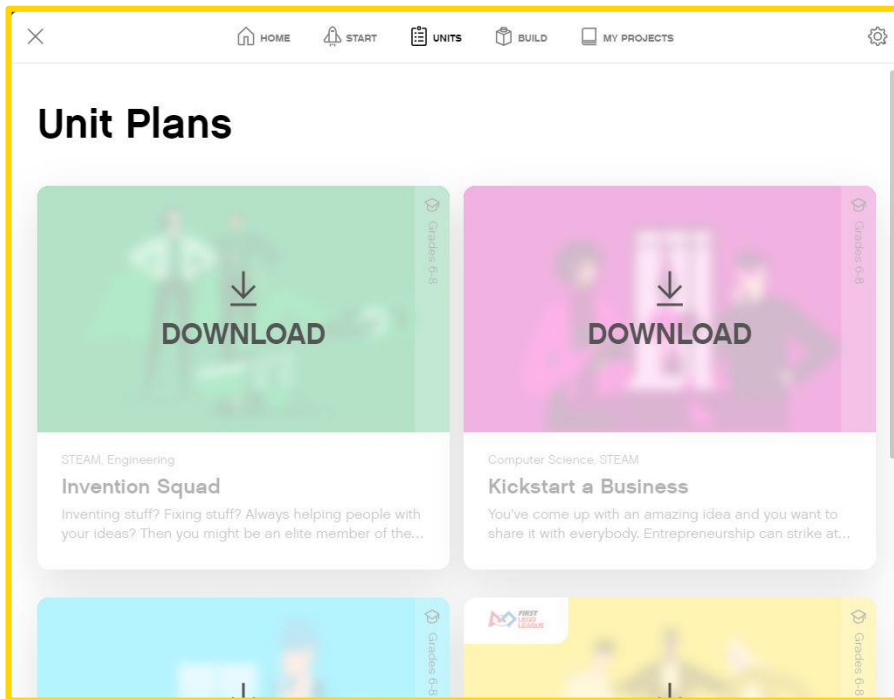 HOME START UNITS BUILD MY PROJECTS
Unit Plans
Grades 6-8
DOWNLOAD
STEAM, Engineering
Invention Squad
Inventing stuff? Fixing stuff? Always helping people with
your ideas? Then you might be an elite member of the...
Grades 6-8
DOWNLOAD
Computer Science, STEAM
Kickstart a Business
You've come up with an amazing idea and you want to
share it with everybody. Entrepreneurship can strike at...
Grades 6-8
FIRST
LEGO
LEAGUE
Grades 6-8